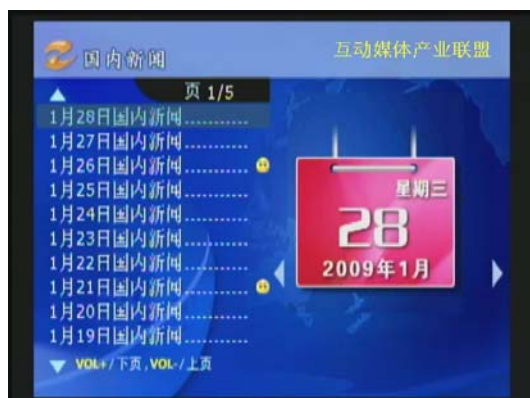 国内新闻
互动媒体产业联盟
页 1/5
1月28日国内新闻...........
1月27日国内新闻...........
1月26日国内新闻...........
1月25日国内新闻...........
1月24日国内新闻...........
1月23日国内新闻...........
1月22日国内新闻...........
1月21日国内新闻...........
1月20日国内新闻...........
1月19日国内新闻...........
VOL+/下页,VOL-/上页
星期三
28
2009年1月